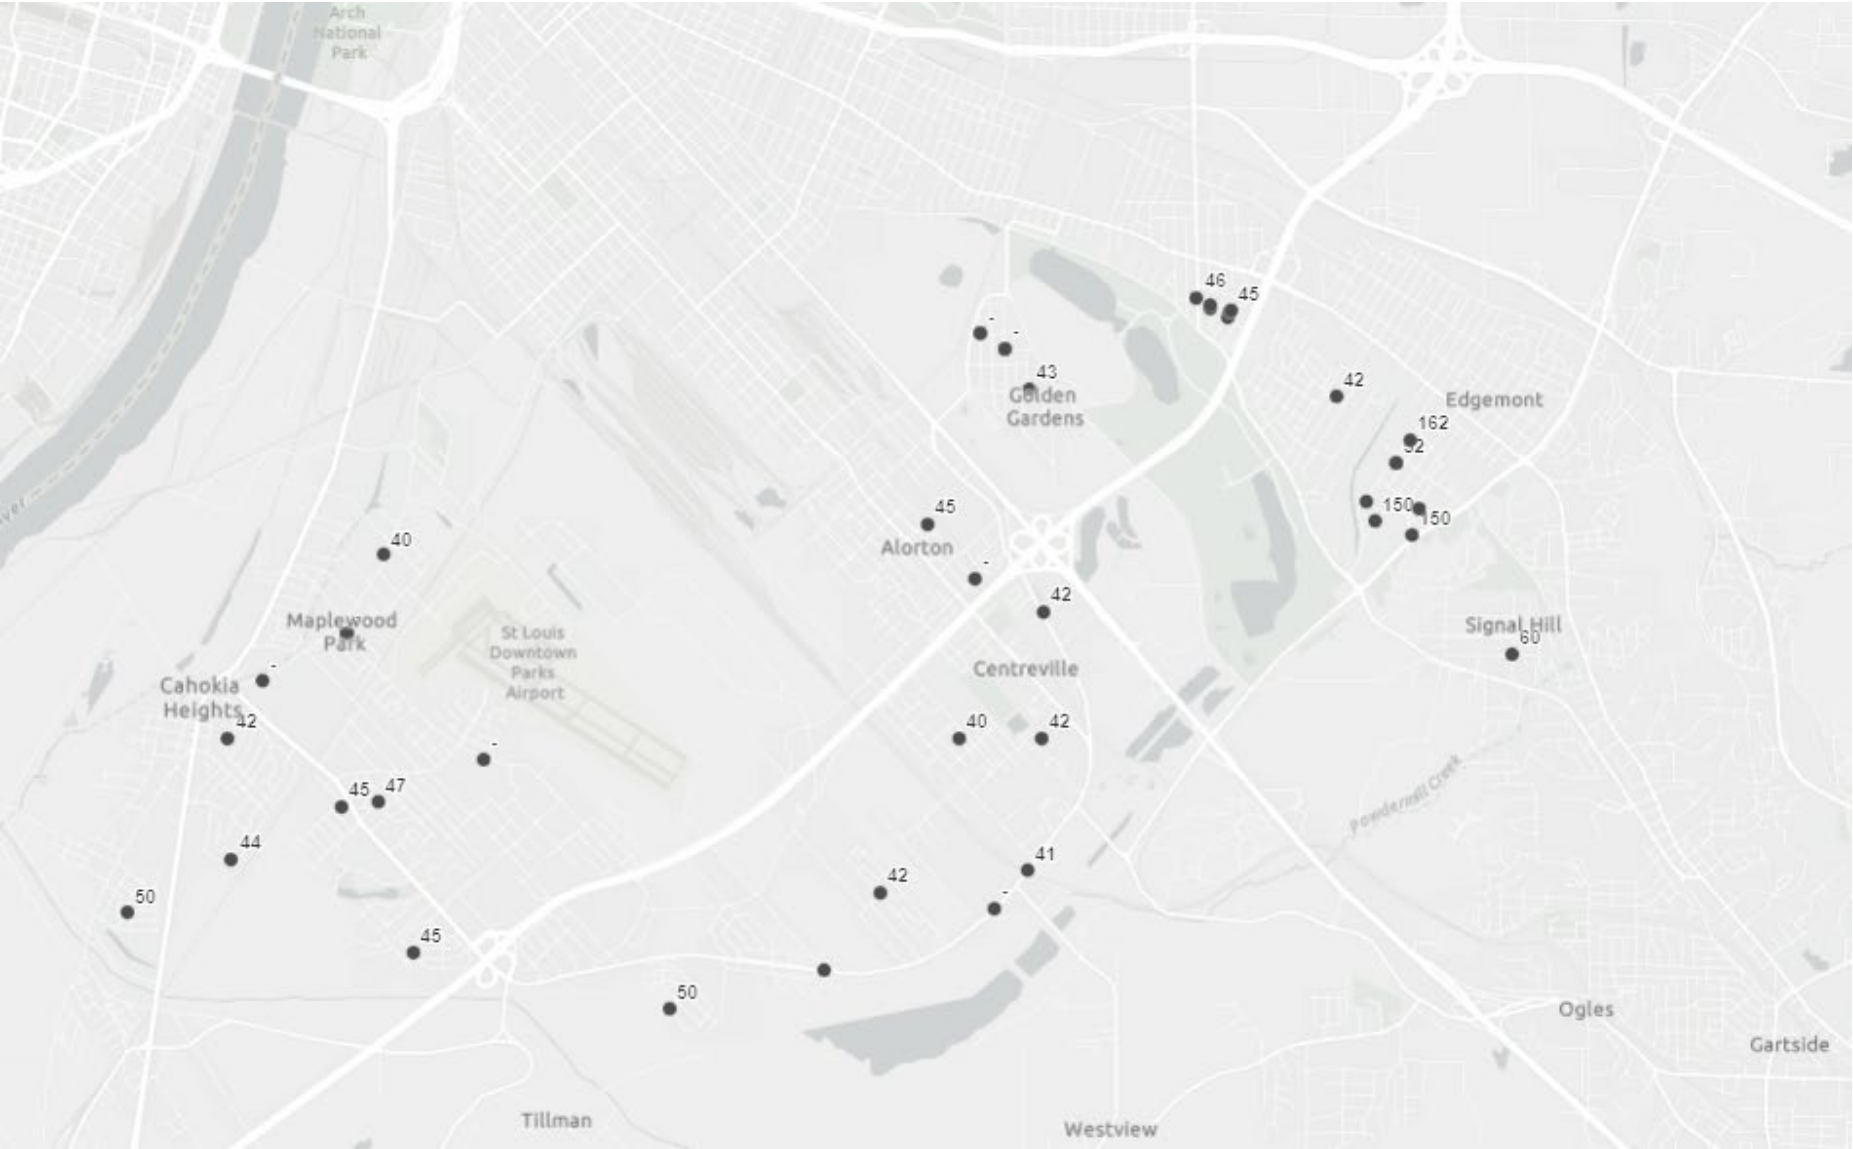 Arch
National
Park
46
45
-
-
43
Golden
Gardens
42
Edgemont
162
92
150
150
45
Alorton
-
40
42
Maplewood
Park
St Louis
Downtown
Parks
Airport
Signal Hill
60
-
Cahokia
Heights
42
Centreville
40
42
-
45
47
Powdermill Creek
44
41
42
50
-
45
50
Ogles
Gartside
Tillman
Westview